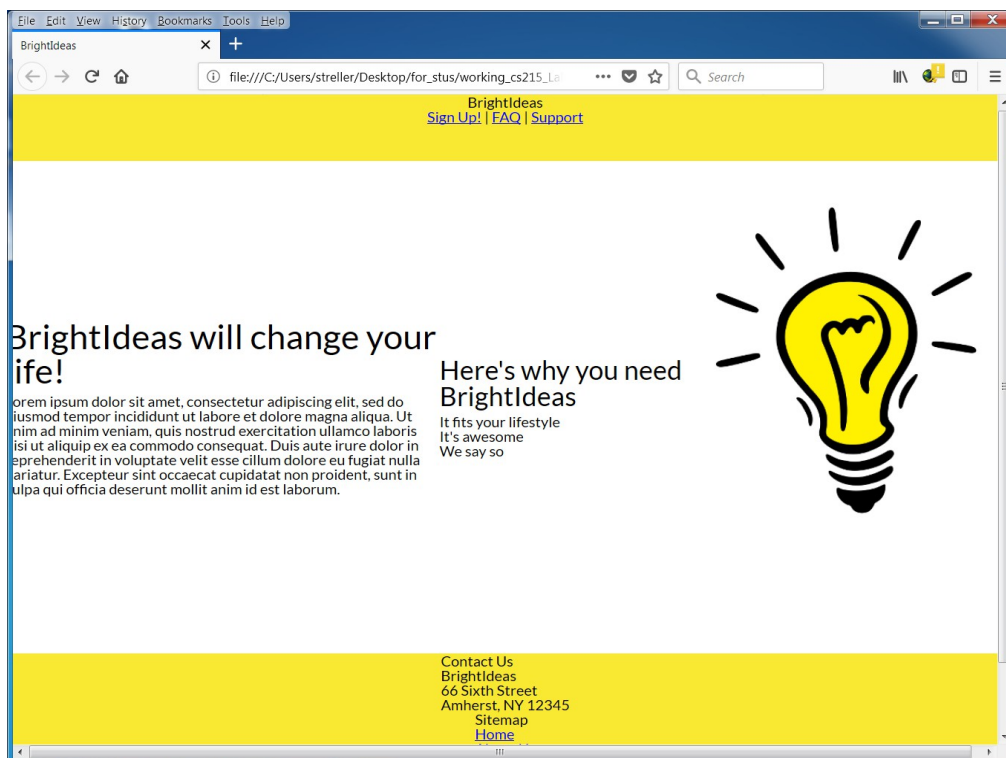 File Edit View History Bookmarks Tools Help
BrightIdeas
file:///C:/Users/streller/Desktop/for_stus/working_cs215_La
Search
BrightIdeas
Sign Up! | FAQ | Support
BrightIdeas will change your
life!
orem ipsum dolor sit amet, consectetur adipiscing elit, sed do
iusmod tempor incididunt ut labore et dolore magna aliqua. Ut
nim ad minim veniam, quis nostrud exercitation ullamco laboris
isi ut aliquip ex ea commodo consequat. Duis aute irure dolor in
eprehenderit in voluptate velit esse cillum dolore eu fugiat nulla
ariatur. Excepteur sint occaecat cupidatat non proident, sunt in
ulpa qui officia deserunt mollit anim id est laborum.
Here's why you need
BrightIdeas
It fits your lifestyle
It's awesome
We say so
Contact Us
BrightIdeas
66 Sixth Street
Amherst, NY 12345
Sitemap
Home